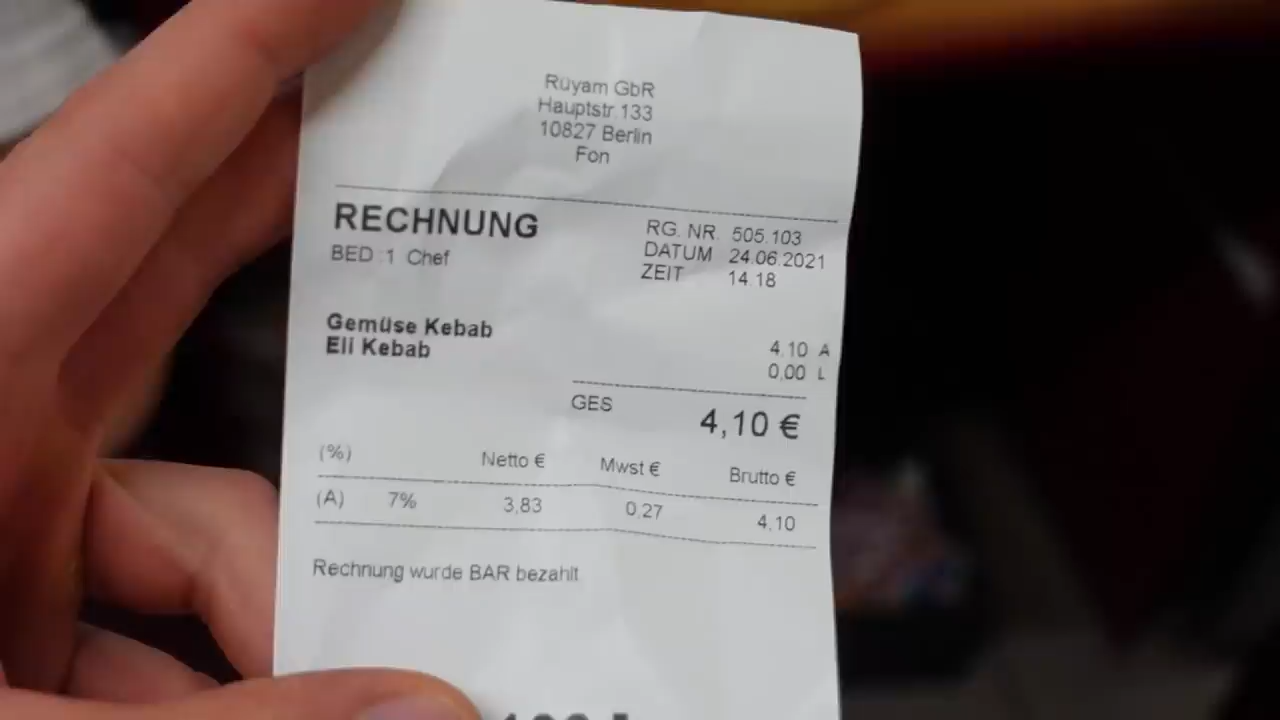 Rüyam GbR
Hauptstr.133
10827 Berlin
Fon
RECHNUNG
BED :1 Chef
RG. NR. 505.103
DATUM 24.06.2021
ZEIT 14.18
Gemüse Kebab 4.10 A
Eli Kebab 0,00 L
GES 4,10 €
(%) Netto € Mwst € Brutto €
(A) 7% 3,83 0,27 4,10
Rechnung wurde BAR bezahlt